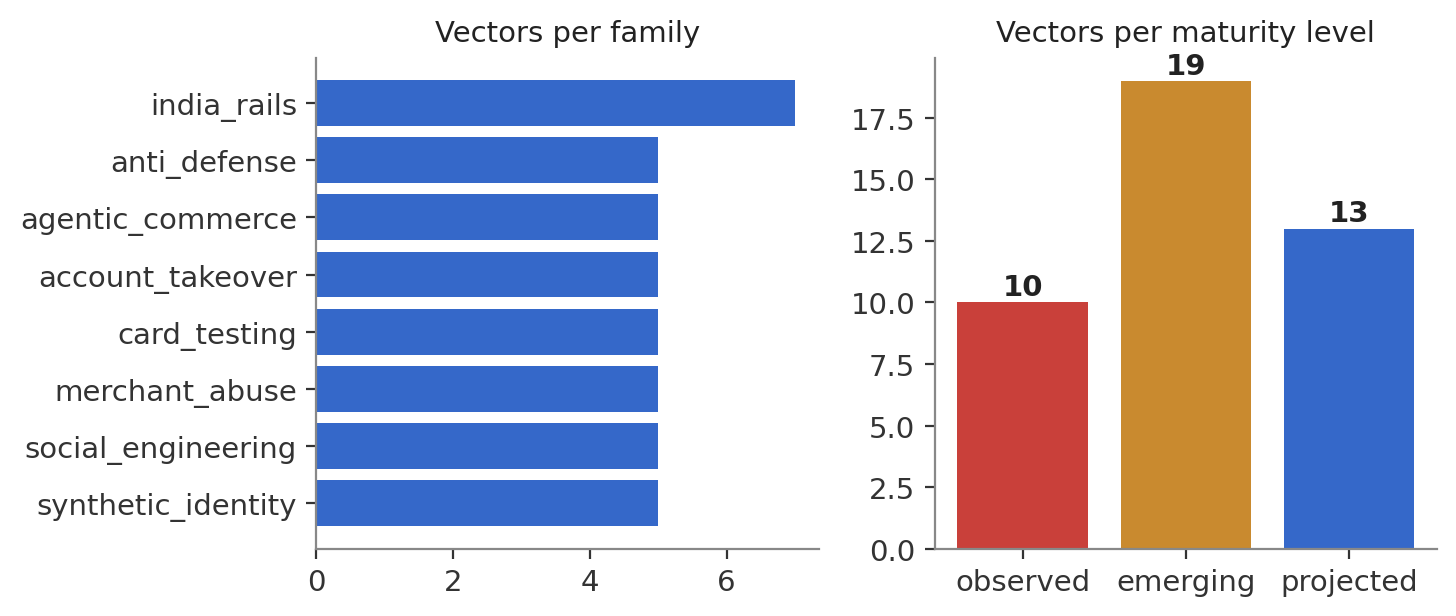 Vectors per family
india_rails
anti_defense
agentic_commerce
account_takeover
card_testing
merchant_abuse
social_engineering
synthetic_identity
0 2 4 6
Vectors per maturity level
19
17.5
15.0
13
12.5
10
10.0
7.5
5.0
2.5
0.0
observed emerging projected